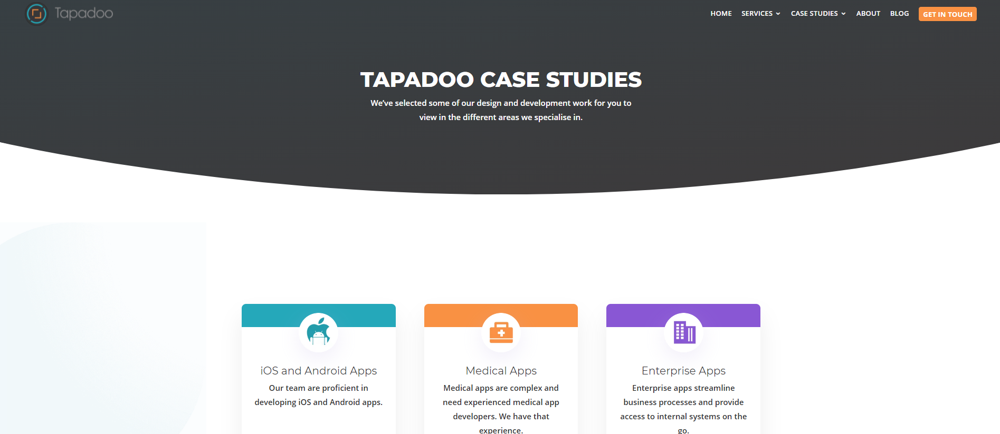 Tapadoo
HOME SERVICES CASE STUDIES ABOUT BLOG GET IN TOUCH
TAPADOO CASE STUDIES
We’ve selected some of our design and development work for you to
view in the different areas we specialise in.
iOS and Android Apps
Our team are proficient in
developing iOS and Android apps.
Medical Apps
Medical apps are complex and
need experienced medical app
developers. We have that
experience.
Enterprise Apps
Enterprise apps streamline
business processes and provide
access to internal systems on the
go.